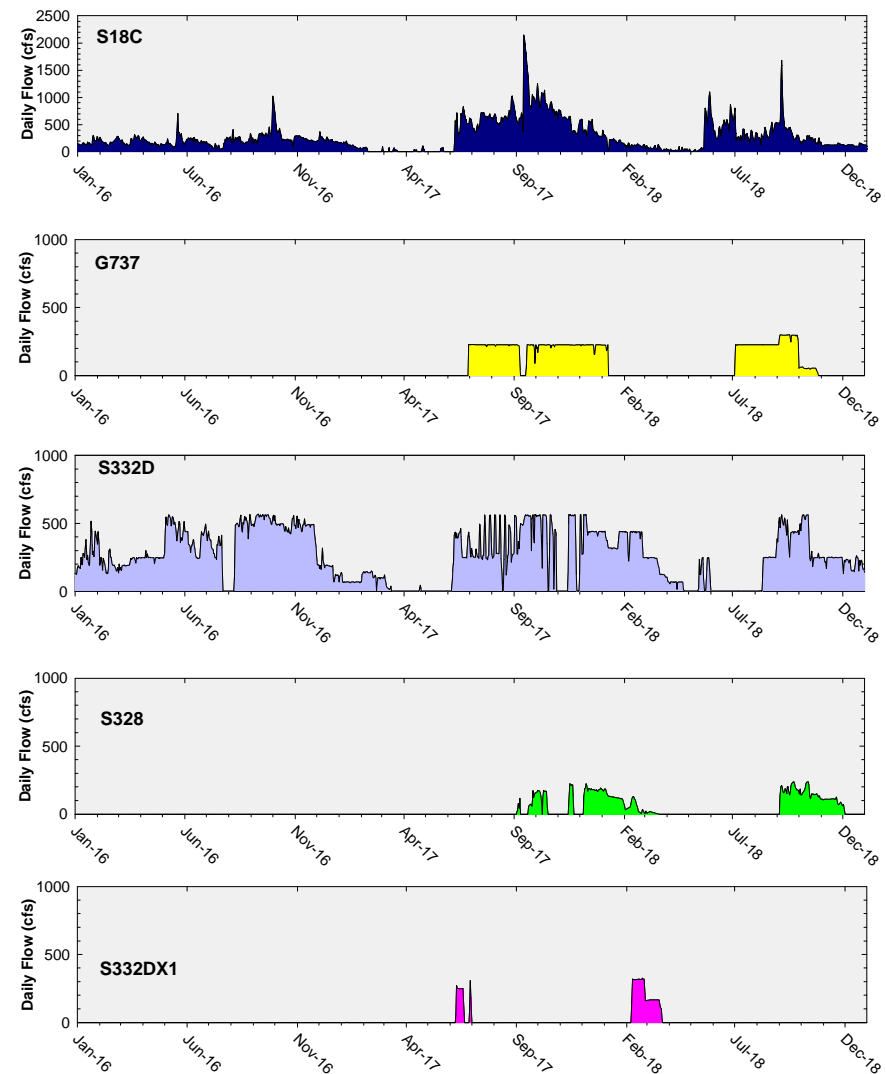 2500
2000
1500
1000
500
0
Daily Flow (cfs)
S18C
Jan-16 Jun-16 Nov-16 Apr-17 Sep-17 Feb-18 Jul-18 Dec-18
1000
500
0
Daily Flow (cfs)
G737
Jan-16 Jun-16 Nov-16 Apr-17 Sep-17 Feb-18 Jul-18 Dec-18
1000
500
0
Daily Flow (cfs)
S332D
Jan-16 Jun-16 Nov-16 Apr-17 Sep-17 Feb-18 Jul-18 Dec-18
1000
500
0
Daily Flow (cfs)
S328
Jan-16 Jun-16 Nov-16 Apr-17 Sep-17 Feb-18 Jul-18 Dec-18
1000
500
0
Daily Flow (cfs)
S332DX1
Jan-16 Jun-16 Nov-16 Apr-17 Sep-17 Feb-18 Jul-18 Dec-18